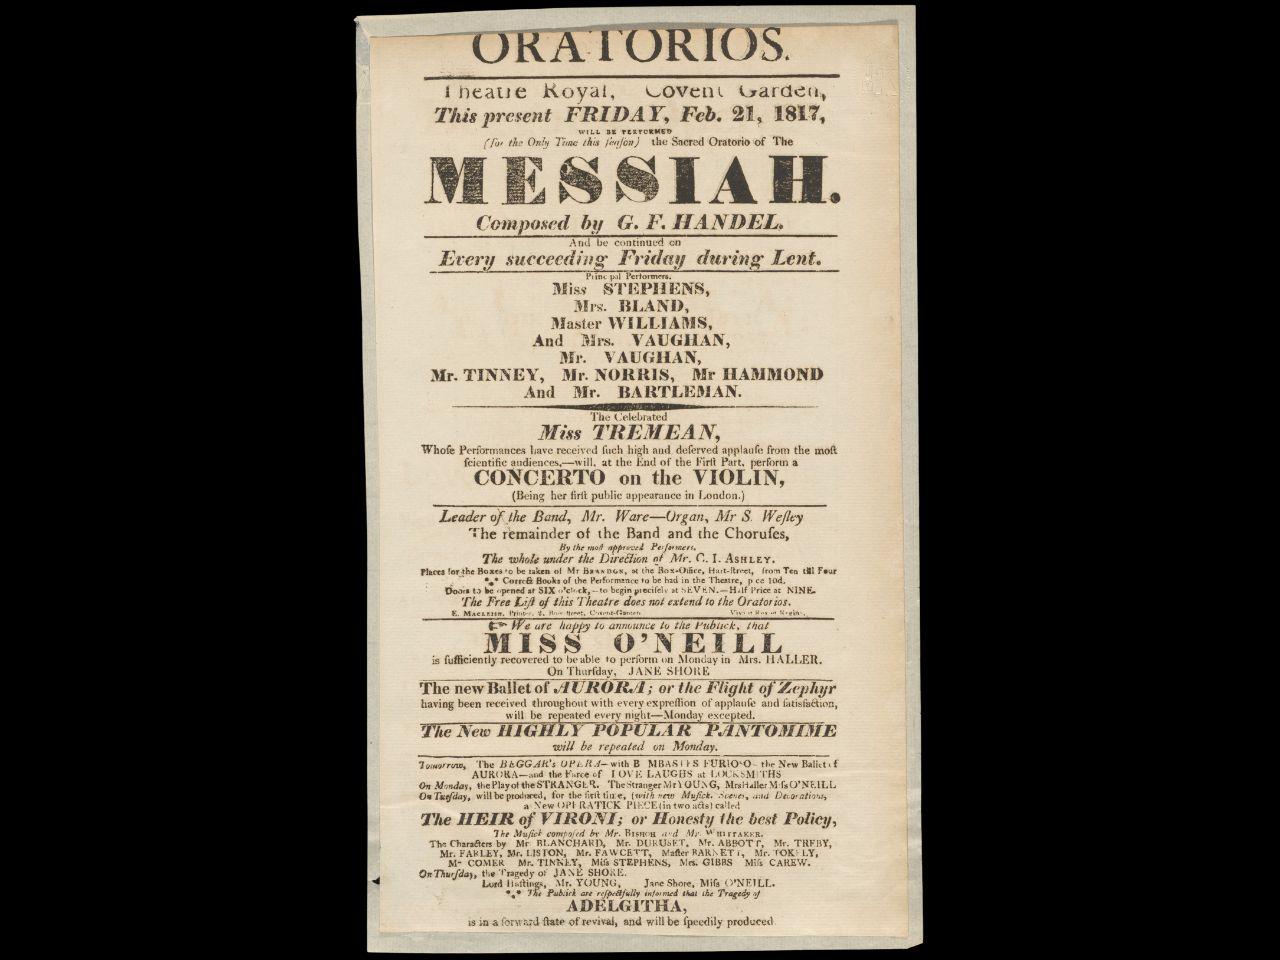 ORATORIOS.
Theatre Royal, Covent Garden,
This present FRIDAY, Feb. 21, 1817,
WILL BE PERFORMED
(for the Only Time this ſeaſon) the Sacred Oratorio of The
MESSIAH.
Composed by G. F. HANDEL.
And be continued on
Every succeeding Friday during Lent.
Principal Performers.
Miss STEPHENS,
Mrs. BLAND,
Master WILLIAMS,
And Mrs. VAUGHAN,
Mr. VAUGHAN,
Mr. TINNEY, Mr. NORRIS, Mr HAMMOND
And Mr. BARTLEMAN.
The Celebrated
Miss TREMEAN,
Whoſe Performances have received ſuch high and deſerved applauſe from the moſt
ſcientific audiences,—will, at the End of the Firſt Part, perform a
CONCERTO on the VIOLIN,
(Being her firſt public appearance in London.)
Leader of the Band, Mr. Ware—Organ, Mr S. Weſley
The remainder of the Band and the Choruſes,
By the moſt approved Performers.
The whole under the Direction of Mr. C. I. ASHLEY.
Places for the Boxes to be taken of Mr BRANDON, at the Box-Office, Hart-ſtreet, from Ten till Four
*⁎* Correct Books of the Performance to be had in the Theatre, p ce 10d.
Doors to be opened at SIX o'clock,—to begin preciſely at SEVEN.—Half Price at NINE.
The Free Liſt of this Theatre does not extend to the Oratorios.
E. MACLEISH, Printer, 2, Bow-ſtreet, Covent-Garden Vivant Rex et Regina.
☞ We are happy to announce to the Publick, that
MISS O'NEILL
is ſufficiently recovered to be able to perform on Monday in Mrs. HALLER.
On Thurſday, JANE SHORE
The new Ballet of AURORA; or the Flight of Zephyr
having been received throughout with every expreſſion of applauſe and ſatisfaction,
will be repeated every night—Monday excepted.
The New HIGHLY POPULAR PANTOMIME
will be repeated on Monday.
Tomorrow, The BEGGAR's OPERA—with B MBASTES FURIOSO—the New Ballet of
AURORA—and the Farce of LOVE LAUGHS at LOCKSMITHS
On Monday, the Play of the STRANGER. The Stranger Mr YOUNG, Mrs Haller Miſs O'NEILL
On Tueſday, will be produced, for the firſt time, (with new Muſick, Scenes, and Decorations,
a New OPERATICK PIECE (in two acts) called
The HEIR of VIRONI; or Honesty the best Policy,
The Muſick compoſed by Mr. BISHOP and Mr. WHITTAKER.
The Characters by Mr BLANCHARD, Mr. DURUSET, Mr. ABBOTT, Mr. TREBY,
Mr. FARLEY, Mr. LISTON, Mr. FAWCETT, Maſter BARNETT, Mr. TOKELY,
Mr COMER Mr. TINNEY, Miſs STEPHENS, Mrs. GIBBS Miſs CAREW.
On Thurſday, the Tragedy of JANE SHORE.
Lord Haſtings, Mr. YOUNG, Jane Shore, Miſs O'NEILL.
*⁎* The Publick are reſpectfully informed that the Tragedy of
ADELGITHA,
is in a forward ſtate of revival, and will be ſpeedily produced